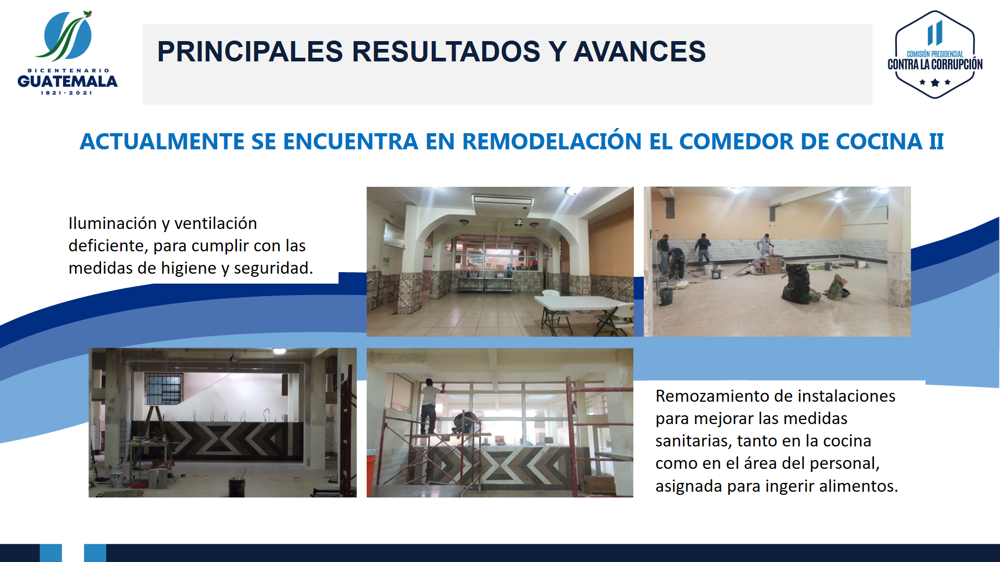 BICENTENARIO
GUATEMALA
1821-2021
PRINCIPALES RESULTADOS Y AVANCES
COMISIÓN PRESIDENCIAL
CONTRA LA CORRUPCIÓN
ACTUALMENTE SE ENCUENTRA EN REMODELACIÓN EL COMEDOR DE COCINA II
Iluminación y ventilación
deficiente, para cumplir con las
medidas de higiene y seguridad.
Remozamiento de instalaciones
para mejorar las medidas
sanitarias, tanto en la cocina
como en el área del personal,
asignada para ingerir alimentos.